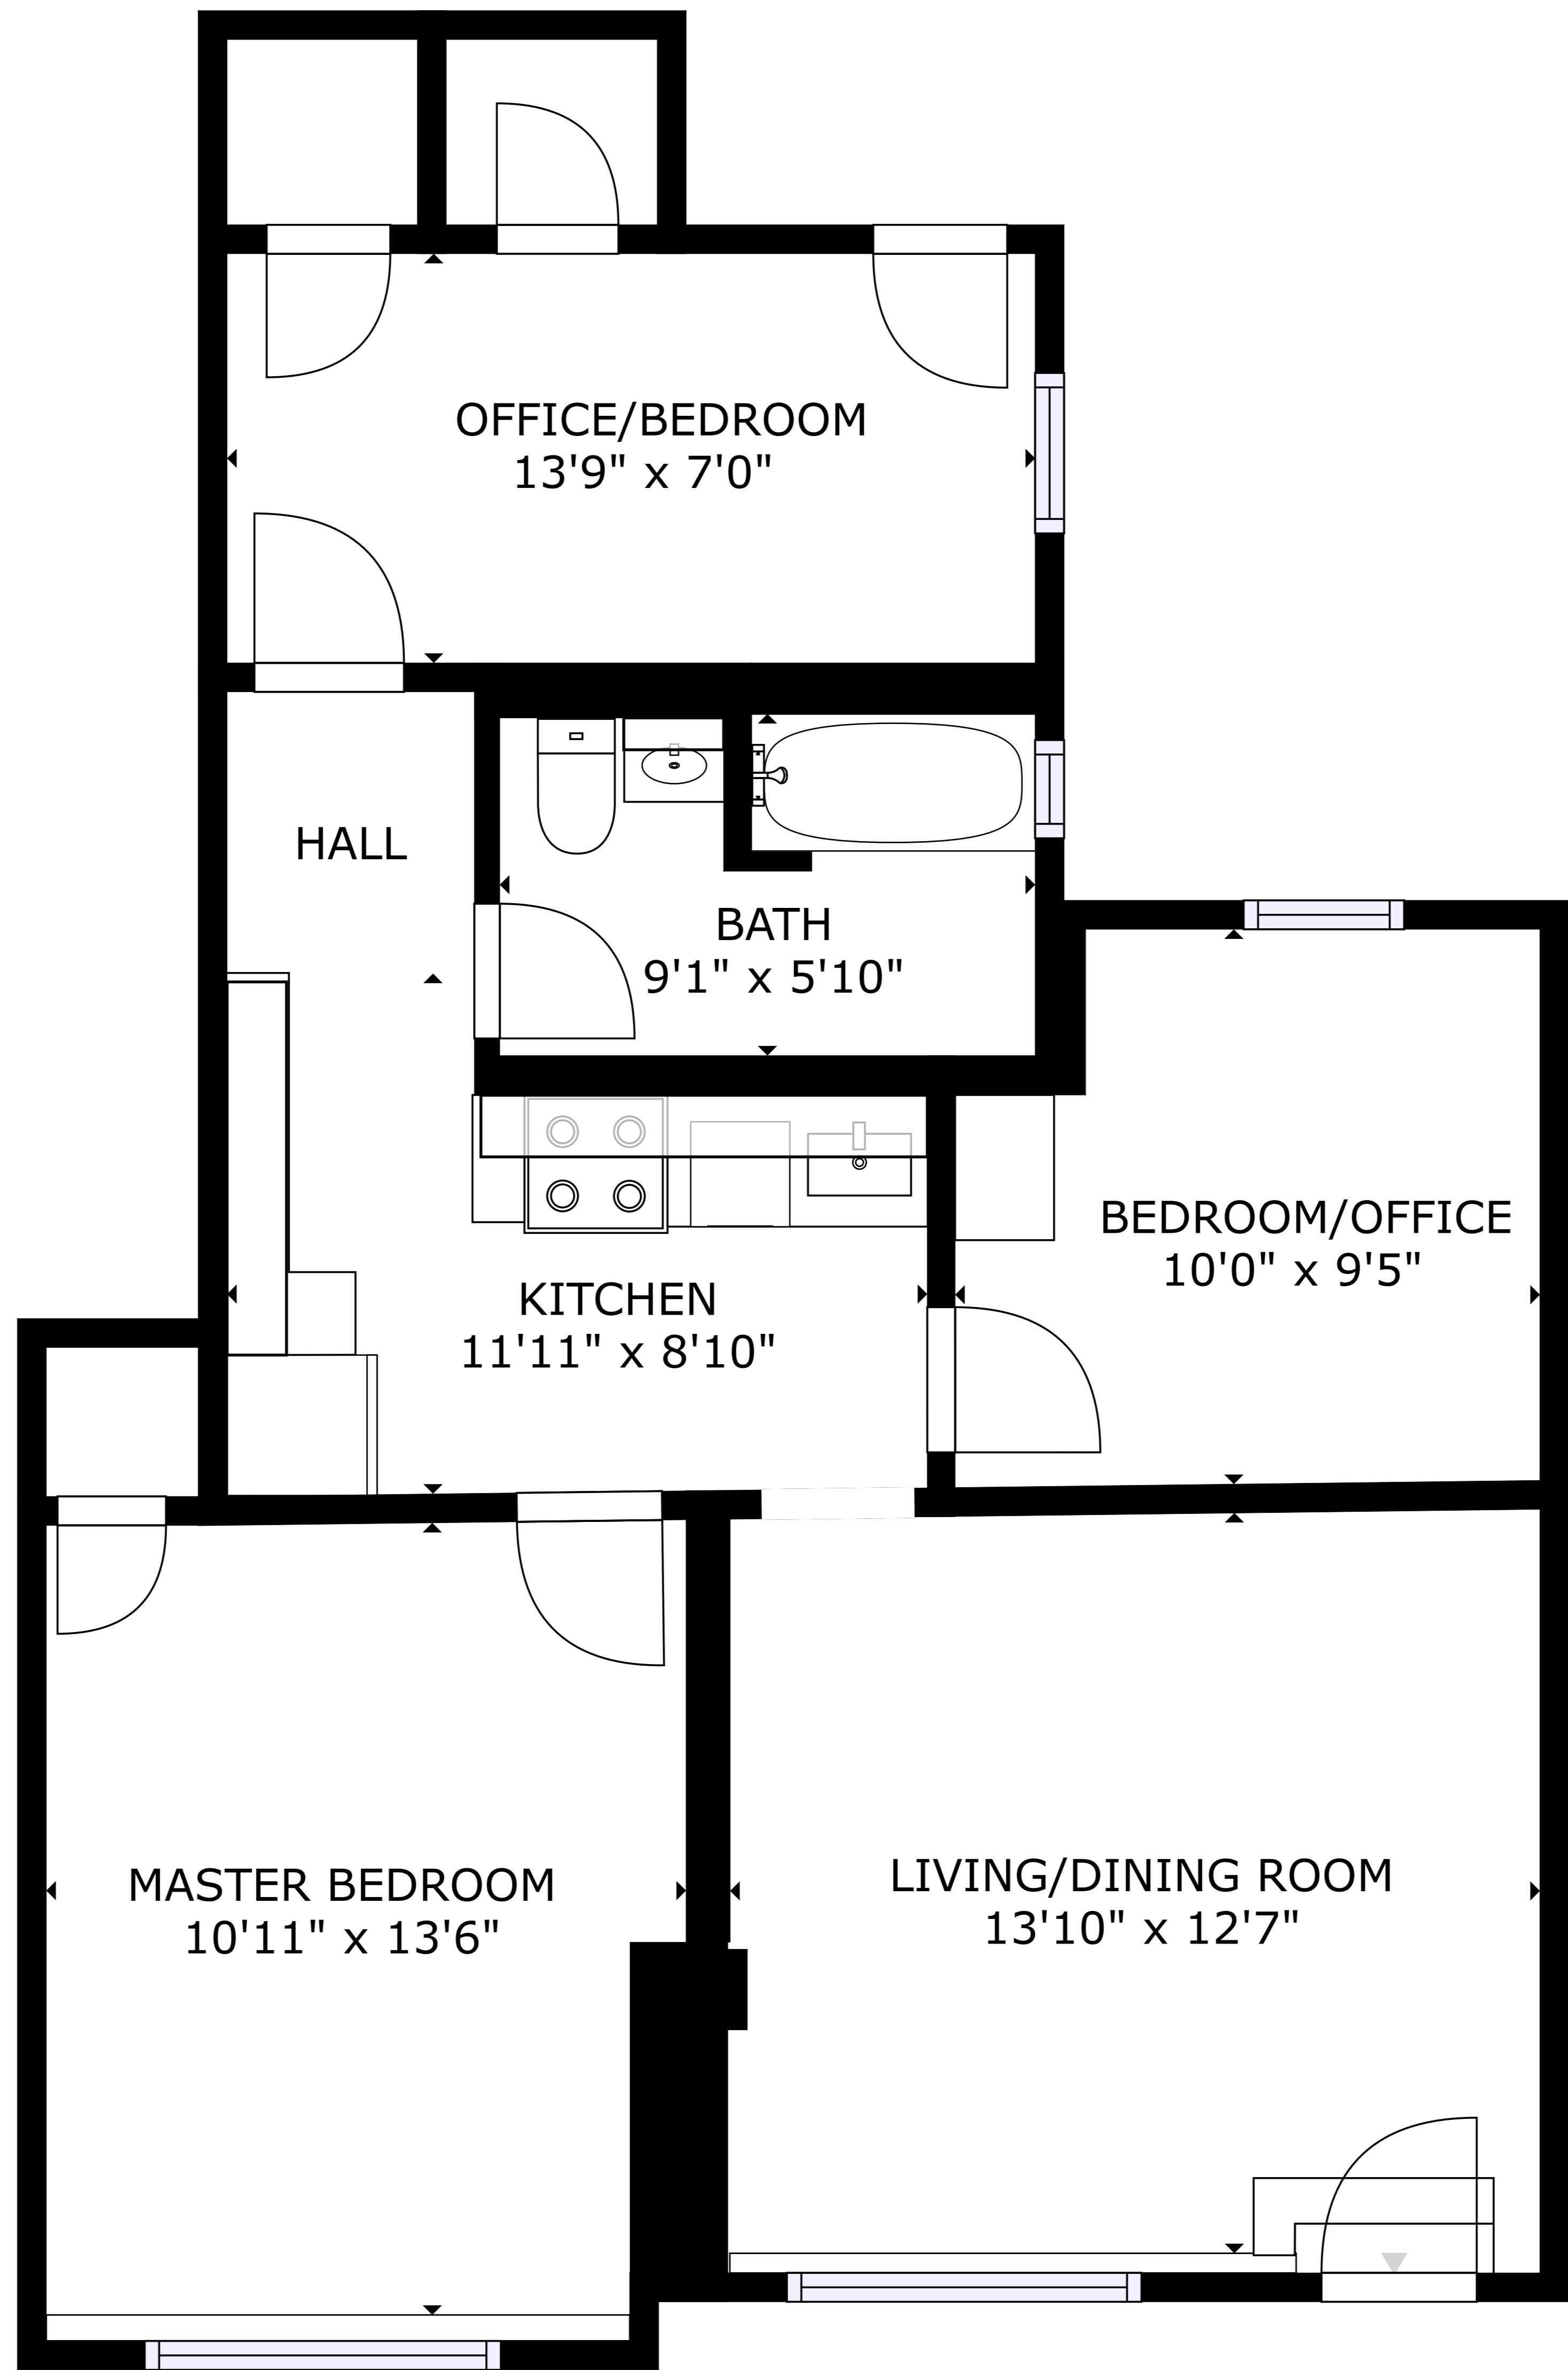 OFFICE/BEDROOM
13'9" x 7'0"
HALL
BATH
9'1" x 5'10"
BEDROOM/OFFICE
10'0" x 9'5"
KITCHEN
11'11" x 8'10"
MASTER BEDROOM
10'11" x 13'6"
LIVING/DINING ROOM
13'10" x 12'7"